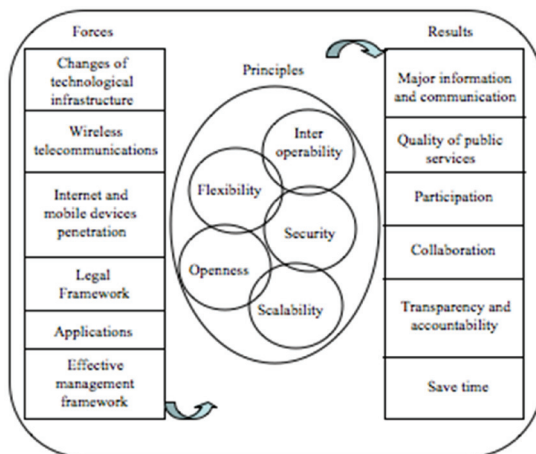 Forces
Changes of
technological
infrastructure
Wireless
telecommunications
Internet and
mobile devices
penetration
Legal
Framework
Applications
Effective
management
framework
Principles
Inter
operability
Flexibility
Security
Openness
Scalability
Results
Major information
and communication
Quality of public
services
Participation
Collaboration
Transparency and
accountability
Save time